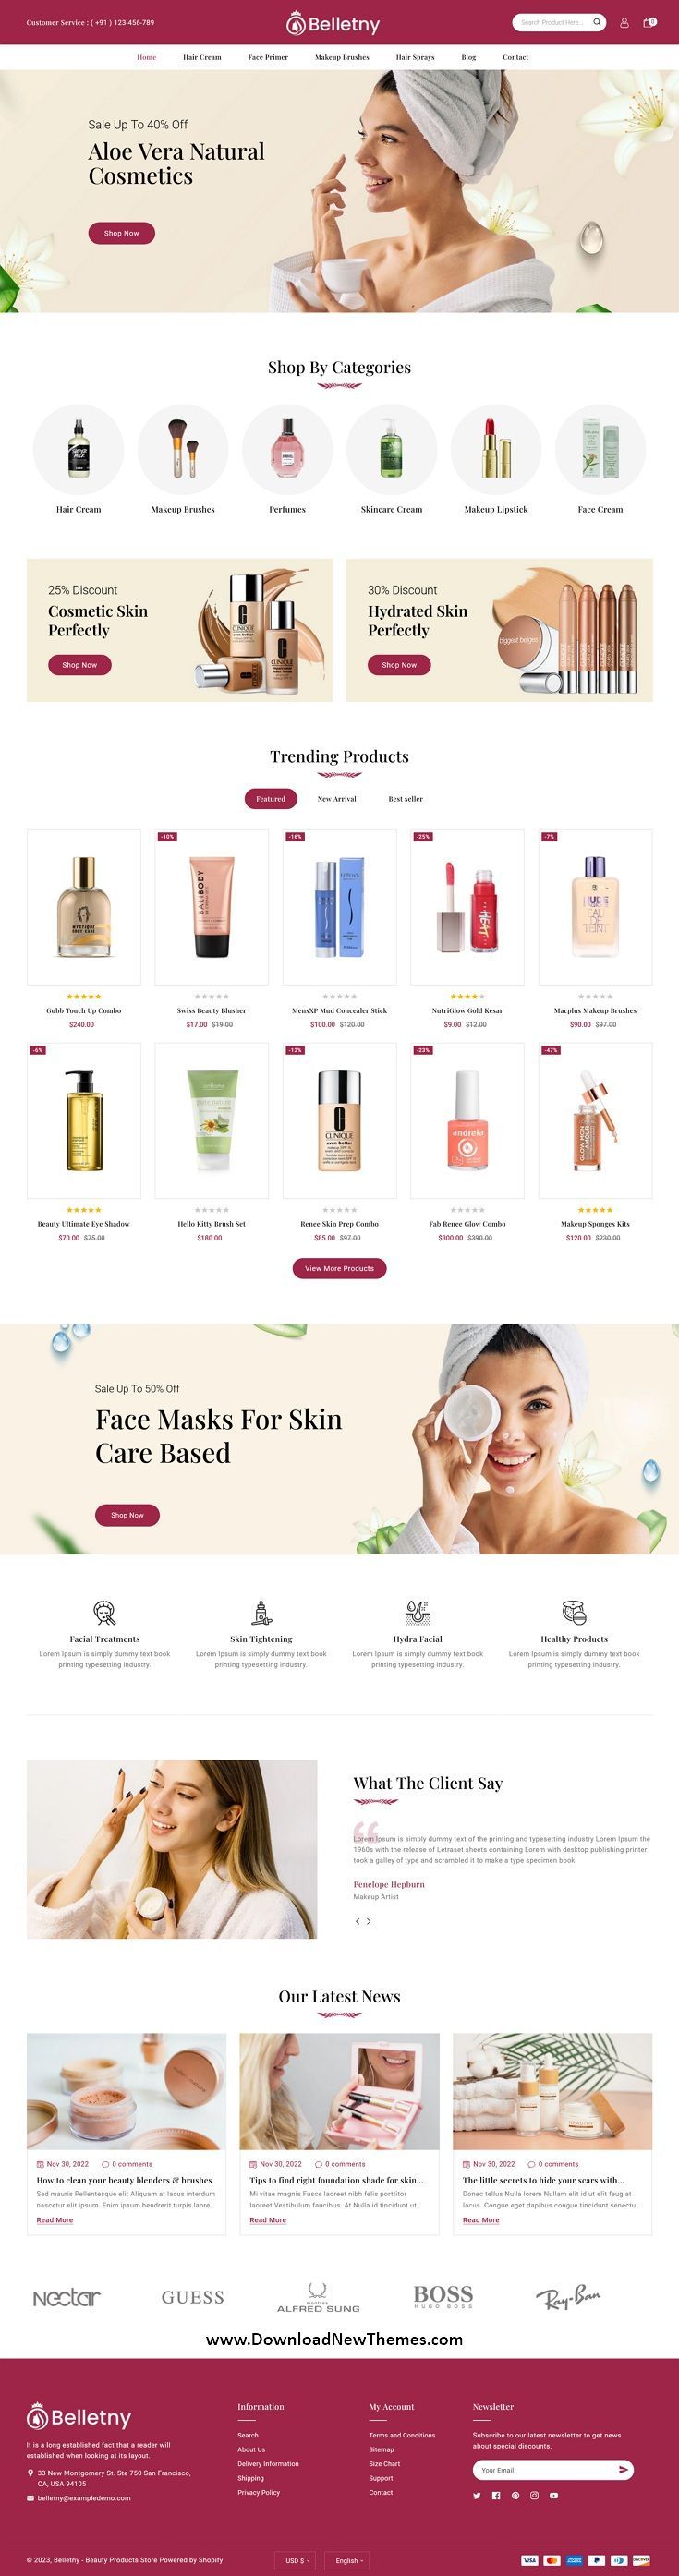 Customer Service : ( +91 ) 123-456-789
Belletny
Search Product Here...
0
Home Hair Cream Face Primer Makeup Brushes Hair Sprays Blog Contact
Sale Up To 40% Off
Aloe Vera Natural
Cosmetics
Shop Now
Shop By Categories
Hair Cream Makeup Brushes Perfumes Skincare Cream Makeup Lipstick Face Cream
25% Discount
Cosmetic Skin
Perfectly
Shop Now
CLINIQUE
30% Discount
Hydrated Skin
Perfectly
Shop Now
biggest beiges
Trending Products
Featured New Arrival Best seller
-10% -16% -25% -7%
BALIBODY
HEAT
NUDE
EAU
DE
TEINT
Gubb Touch Up Combo Swiss Beauty Blusher MensXP Mud Concealer Stick NutriGlow Gold Kesar Macplus Makeup Brushes
$240.00 $17.00 $19.00 $100.00 $120.00 $9.00 $12.00 $90.00 $97.00
-6% -12% -23% -47%
CLINIQUE
even better
andreia
GLOW MON
AMOUR
Beauty Ultimate Eye Shadow Hello Kitty Brush Set Renee Skin Prep Combo Fab Renee Glow Combo Makeup Sponges Kits
$70.00 $75.00 $180.00 $85.00 $97.00 $300.00 $390.00 $120.00 $230.00
View More Products
Sale Up To 50% Off
Face Masks For Skin
Care Based
Shop Now
Facial Treatments Skin Tightening Hydra Facial Healthy Products
Lorem Ipsum is simply dummy text book Lorem Ipsum is simply dummy text book Lorem Ipsum is simply dummy text book Lorem Ipsum is simply dummy text book
printing typesetting industry. printing typesetting industry. printing typesetting industry. printing typesetting industry.
What The Client Say
Lorem Ipsum is simply dummy text of the printing and typesetting industry Lorem Ipsum the
1960s with the release of Letraset sheets containing Lorem with desktop publishing printer
took a galley of type and scrambled it to make a type specimen book.
Penelope Hepburn
Makeup Artist
Our Latest News
Nov 30, 2022 0 comments
How to clean your beauty blenders & brushes
Sed mauris Pellentesque elit Aliquam at lacus interdum
nascetur elit ipsum. Enim ipsum hendrerit turpis laore...
Read More
Nov 30, 2022 0 comments
Tips to find right foundation shade for skin...
Mi vitae magnis Fusce laoreet nibh felis porttitor
laoreet Vestibulum faucibus. At Nulla id tincidunt ut...
Read More
Nov 30, 2022 0 comments
The little secrets to hide your scars with...
Donec tellus Nulla lorem Nullam elit id ut elit feugiat
lacus. Congue eget dapibus congue tincidunt senectu...
Read More
Nectar
GUESS
ALFRED SUNG
BOSS
HUGO BOSS
Ray-Ban
www.DownloadNewThemes.com
Belletny
It is a long established fact that a reader will
established when looking at its layout.
33 New Montgomery St. Ste 750 San Francisco,
CA, USA 94105
belletny@exampledemo.com
Information
Search
About Us
Delivery Information
Shipping
Privacy Policy
My Account
Terms and Conditions
Sitemap
Size Chart
Support
Contact
Newsletter
Subscribe to our latest newsletter to get news
about special discounts.
Your Email
© 2023, Belletny - Beauty Products Store Powered by Shopify
USD $
English
VISA
DISCOVER